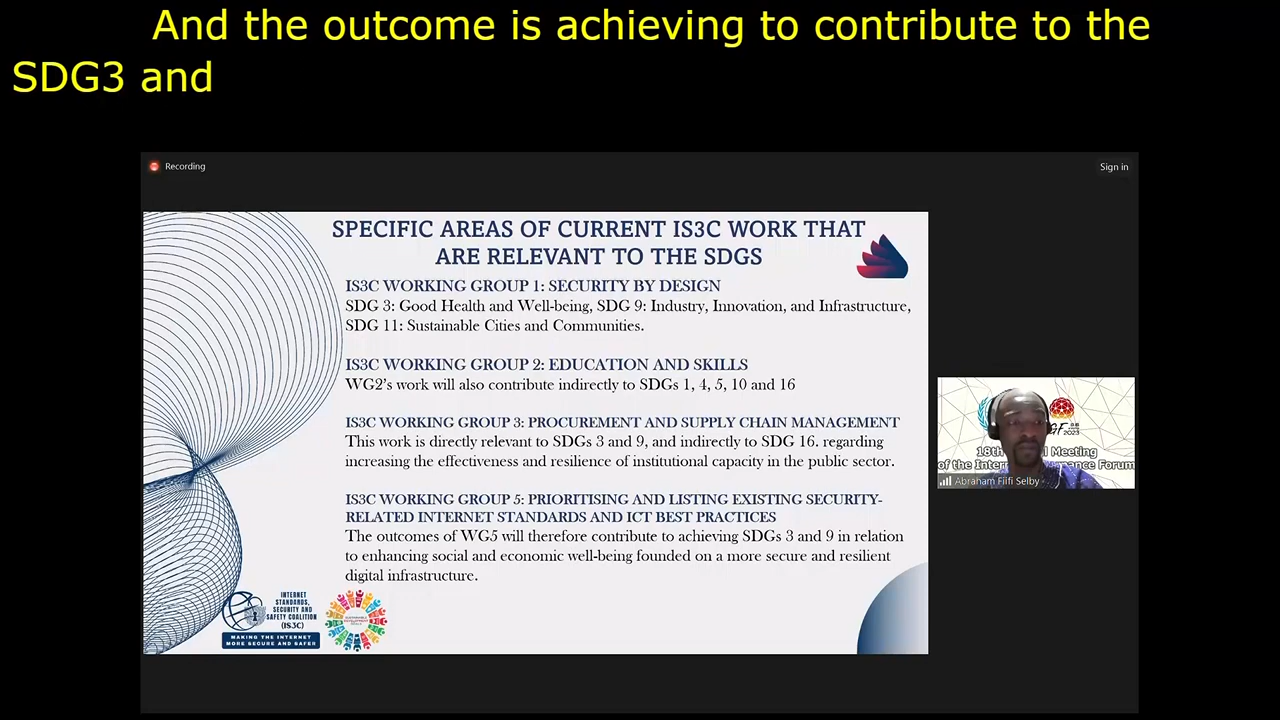 And the outcome is achieving to contribute to the
SDG3 and
Recording
Sign in
SPECIFIC AREAS OF CURRENT IS3C WORK THAT
ARE RELEVANT TO THE SDGS
IS3C WORKING GROUP 1: SECURITY BY DESIGN
SDG 3: Good Health and Well-being, SDG 9: Industry, Innovation, and Infrastructure,
SDG 11: Sustainable Cities and Communities.
IS3C WORKING GROUP 2: EDUCATION AND SKILLS
WG2's work will also contribute indirectly to SDGs 1, 4, 5, 10 and 16
IS3C WORKING GROUP 3: PROCUREMENT AND SUPPLY CHAIN MANAGEMENT
This work is directly relevant to SDGs 3 and 9, and indirectly to SDG 16. regarding
increasing the effectiveness and resilience of institutional capacity in the public sector.
IS3C WORKING GROUP 5: PRIORITISING AND LISTING EXISTING SECURITY-
RELATED INTERNET STANDARDS AND ICT BEST PRACTICES
The outcomes of WG5 will therefore contribute to achieving SDGs 3 and 9 in relation
to enhancing social and economic well-being founded on a more secure and resilient
digital infrastructure.
INTERNET
STANDARDS,
SECURITY AND
SAFETY COALITION
(IS3C)
MAKING THE INTERNET
MORE SECURE AND SAFER
2023
18th Meeting
of the Forum
Abraham Fiifi Selby